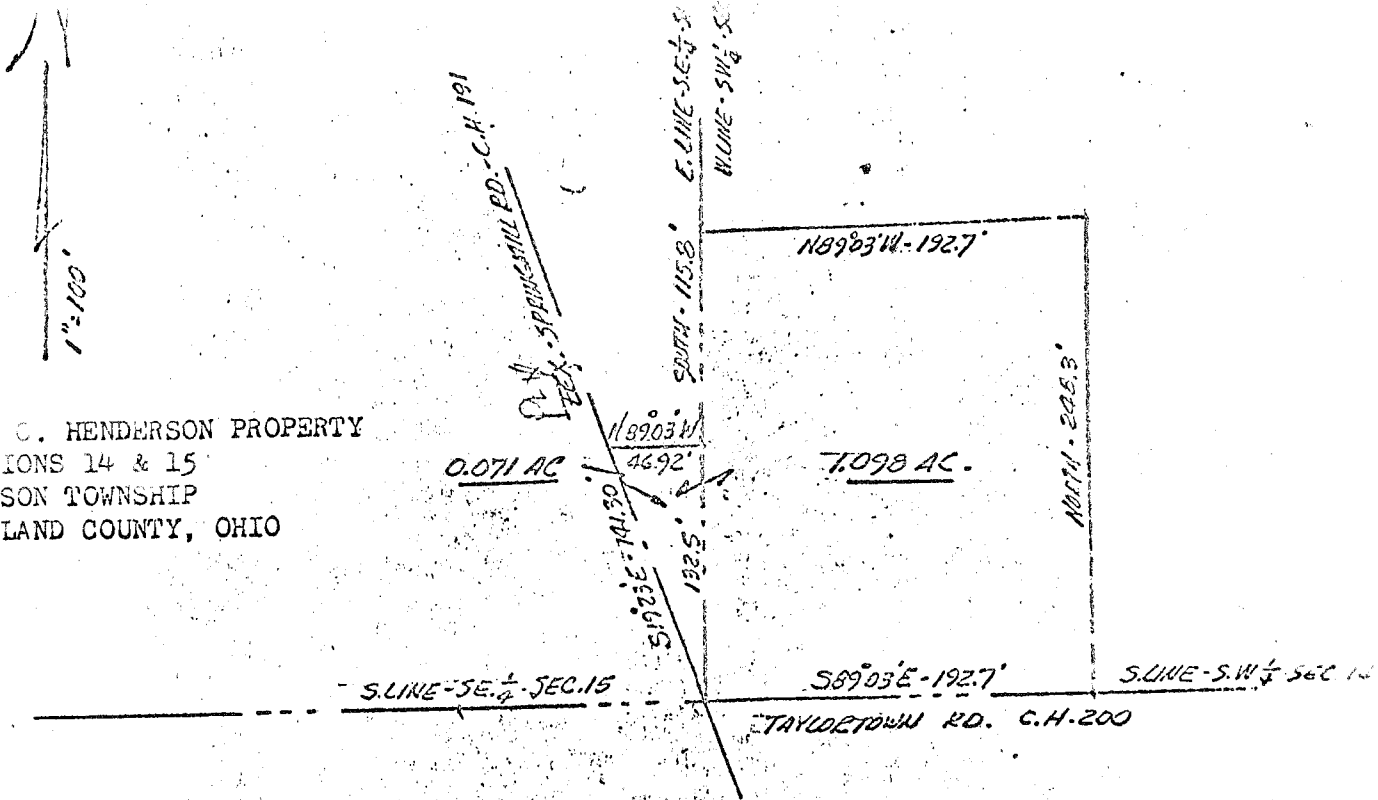 1"=100'
C. HENDERSON PROPERTY
IONS 14 & 15
SON TOWNSHIP
LAND COUNTY, OHIO
SPRINGMILL RD.-C.H. 191
E. LINE-S.E.¼-S
W. LINE-SW¼-S
SOUTH - 115.8'
N89°03'W-192.7'
NORTH - 248.3'
N89°03'W
46.92'
0.071 AC
1.098 AC.
S19°23'E-141.30'
132.5'
S.LINE-SE.¼-SEC.15
S89°03'E-192.7'
S.LINE-S.W¼ SEC
TAYLORTOWN RD. C.H.200